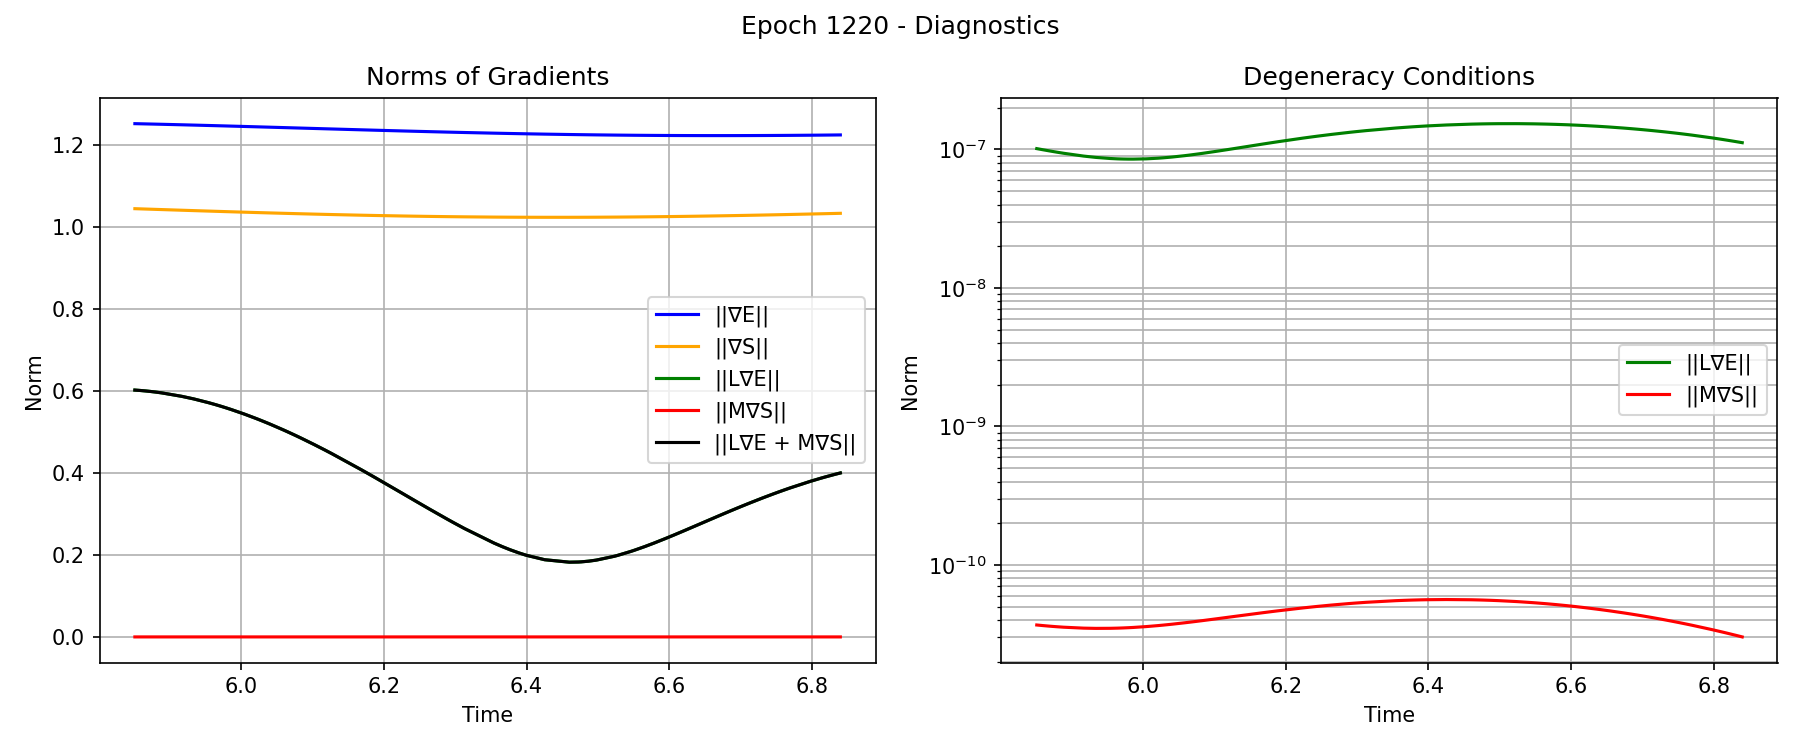 Epoch 1220 - Diagnostics
Norms of Gradients
Norm
1.2
1.0
0.8
0.6
0.4
0.2
0.0
||∇E||
||∇S||
||L∇E||
||M∇S||
||L∇E + M∇S||
6.0 6.2 6.4 6.6 6.8
Time
Degeneracy Conditions
Norm
10⁻⁷
10⁻⁸
10⁻⁹
10⁻¹⁰
||L∇E||
||M∇S||
6.0 6.2 6.4 6.6 6.8
Time